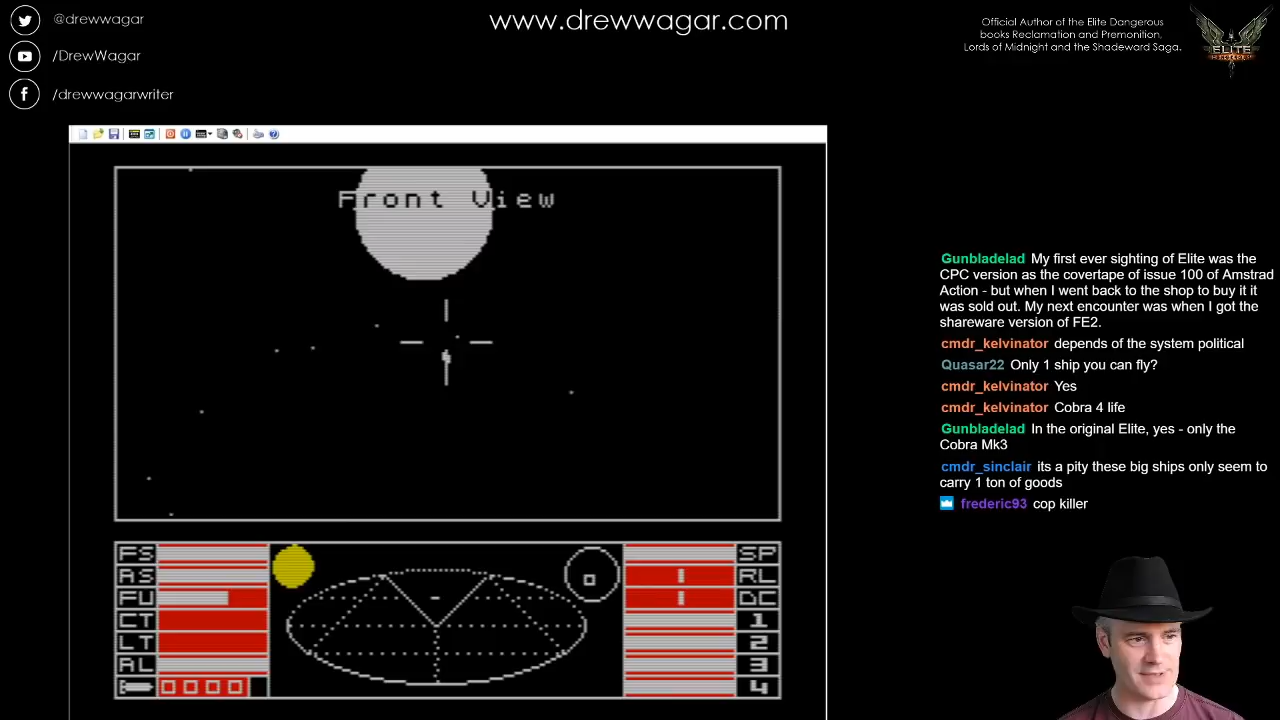 @drewwagar
/DrewWagar
/drewwagarwriter
www.drewwagar.com
Official Author of the Elite Dangerous
books Reclamation and Premonition,
Lords of Midnight and the Shadeward Saga.
ELITE
DANGEROUS
Front View
Gunbladelad My first ever sighting of Elite was the
CPC version as the covertape of issue 100 of Amstrad
Action - but when I went back to the shop to buy it it
was sold out. My next encounter was when I got the
shareware version of FE2.
cmdr_kelvinator depends of the system political
Quasar22 Only 1 ship you can fly?
cmdr_kelvinator Yes
cmdr_kelvinator Cobra 4 life
Gunbladelad In the original Elite, yes - only the
Cobra Mk3
cmdr_sinclair its a pity these big ships only seem to
carry 1 ton of goods
frederic93 cop killer
FS
AS
FU
CT
LT
AL
SP
RL
DC
1
2
3
4